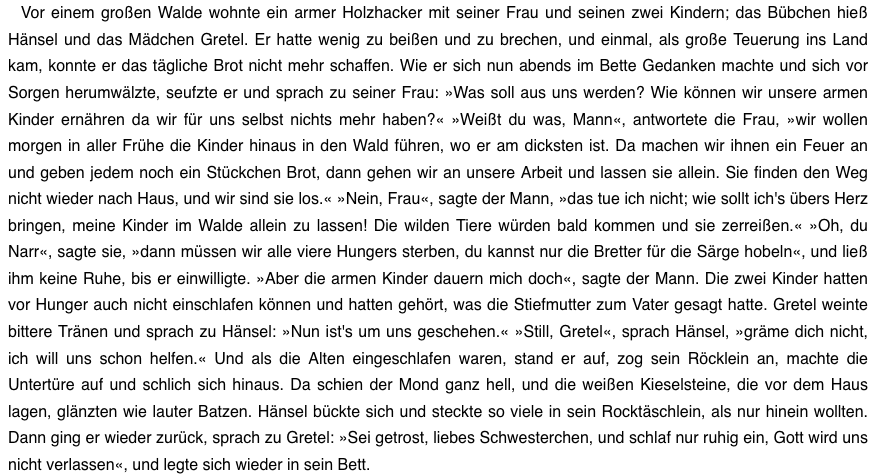 Vor einem großen Walde wohnte ein armer Holzhacker mit seiner Frau und seinen zwei Kindern; das Bübchen hieß
Hänsel und das Mädchen Gretel. Er hatte wenig zu beißen und zu brechen, und einmal, als große Teuerung ins Land
kam, konnte er das tägliche Brot nicht mehr schaffen. Wie er sich nun abends im Bette Gedanken machte und sich vor
Sorgen herumwälzte, seufzte er und sprach zu seiner Frau: »Was soll aus uns werden? Wie können wir unsere armen
Kinder ernähren da wir für uns selbst nichts mehr haben?« »Weißt du was, Mann«, antwortete die Frau, »wir wollen
morgen in aller Frühe die Kinder hinaus in den Wald führen, wo er am dicksten ist. Da machen wir ihnen ein Feuer an
und geben jedem noch ein Stückchen Brot, dann gehen wir an unsere Arbeit und lassen sie allein. Sie finden den Weg
nicht wieder nach Haus, und wir sind sie los.« »Nein, Frau«, sagte der Mann, »das tue ich nicht; wie sollt ich's übers Herz
bringen, meine Kinder im Walde allein zu lassen! Die wilden Tiere würden bald kommen und sie zerreißen.« »Oh, du
Narr«, sagte sie, »dann müssen wir alle viere Hungers sterben, du kannst nur die Bretter für die Särge hobeln«, und ließ
ihm keine Ruhe, bis er einwilligte. »Aber die armen Kinder dauern mich doch«, sagte der Mann. Die zwei Kinder hatten
vor Hunger auch nicht einschlafen können und hatten gehört, was die Stiefmutter zum Vater gesagt hatte. Gretel weinte
bittere Tränen und sprach zu Hänsel: »Nun ist's um uns geschehen.« »Still, Gretel«, sprach Hänsel, »gräme dich nicht,
ich will uns schon helfen.« Und als die Alten eingeschlafen waren, stand er auf, zog sein Röcklein an, machte die
Untertüre auf und schlich sich hinaus. Da schien der Mond ganz hell, und die weißen Kieselsteine, die vor dem Haus
lagen, glänzten wie lauter Batzen. Hänsel bückte sich und steckte so viele in sein Rocktäschlein, als nur hinein wollten.
Dann ging er wieder zurück, sprach zu Gretel: »Sei getrost, liebes Schwesterchen, und schlaf nur ruhig ein, Gott wird uns
nicht verlassen«, und legte sich wieder in sein Bett.